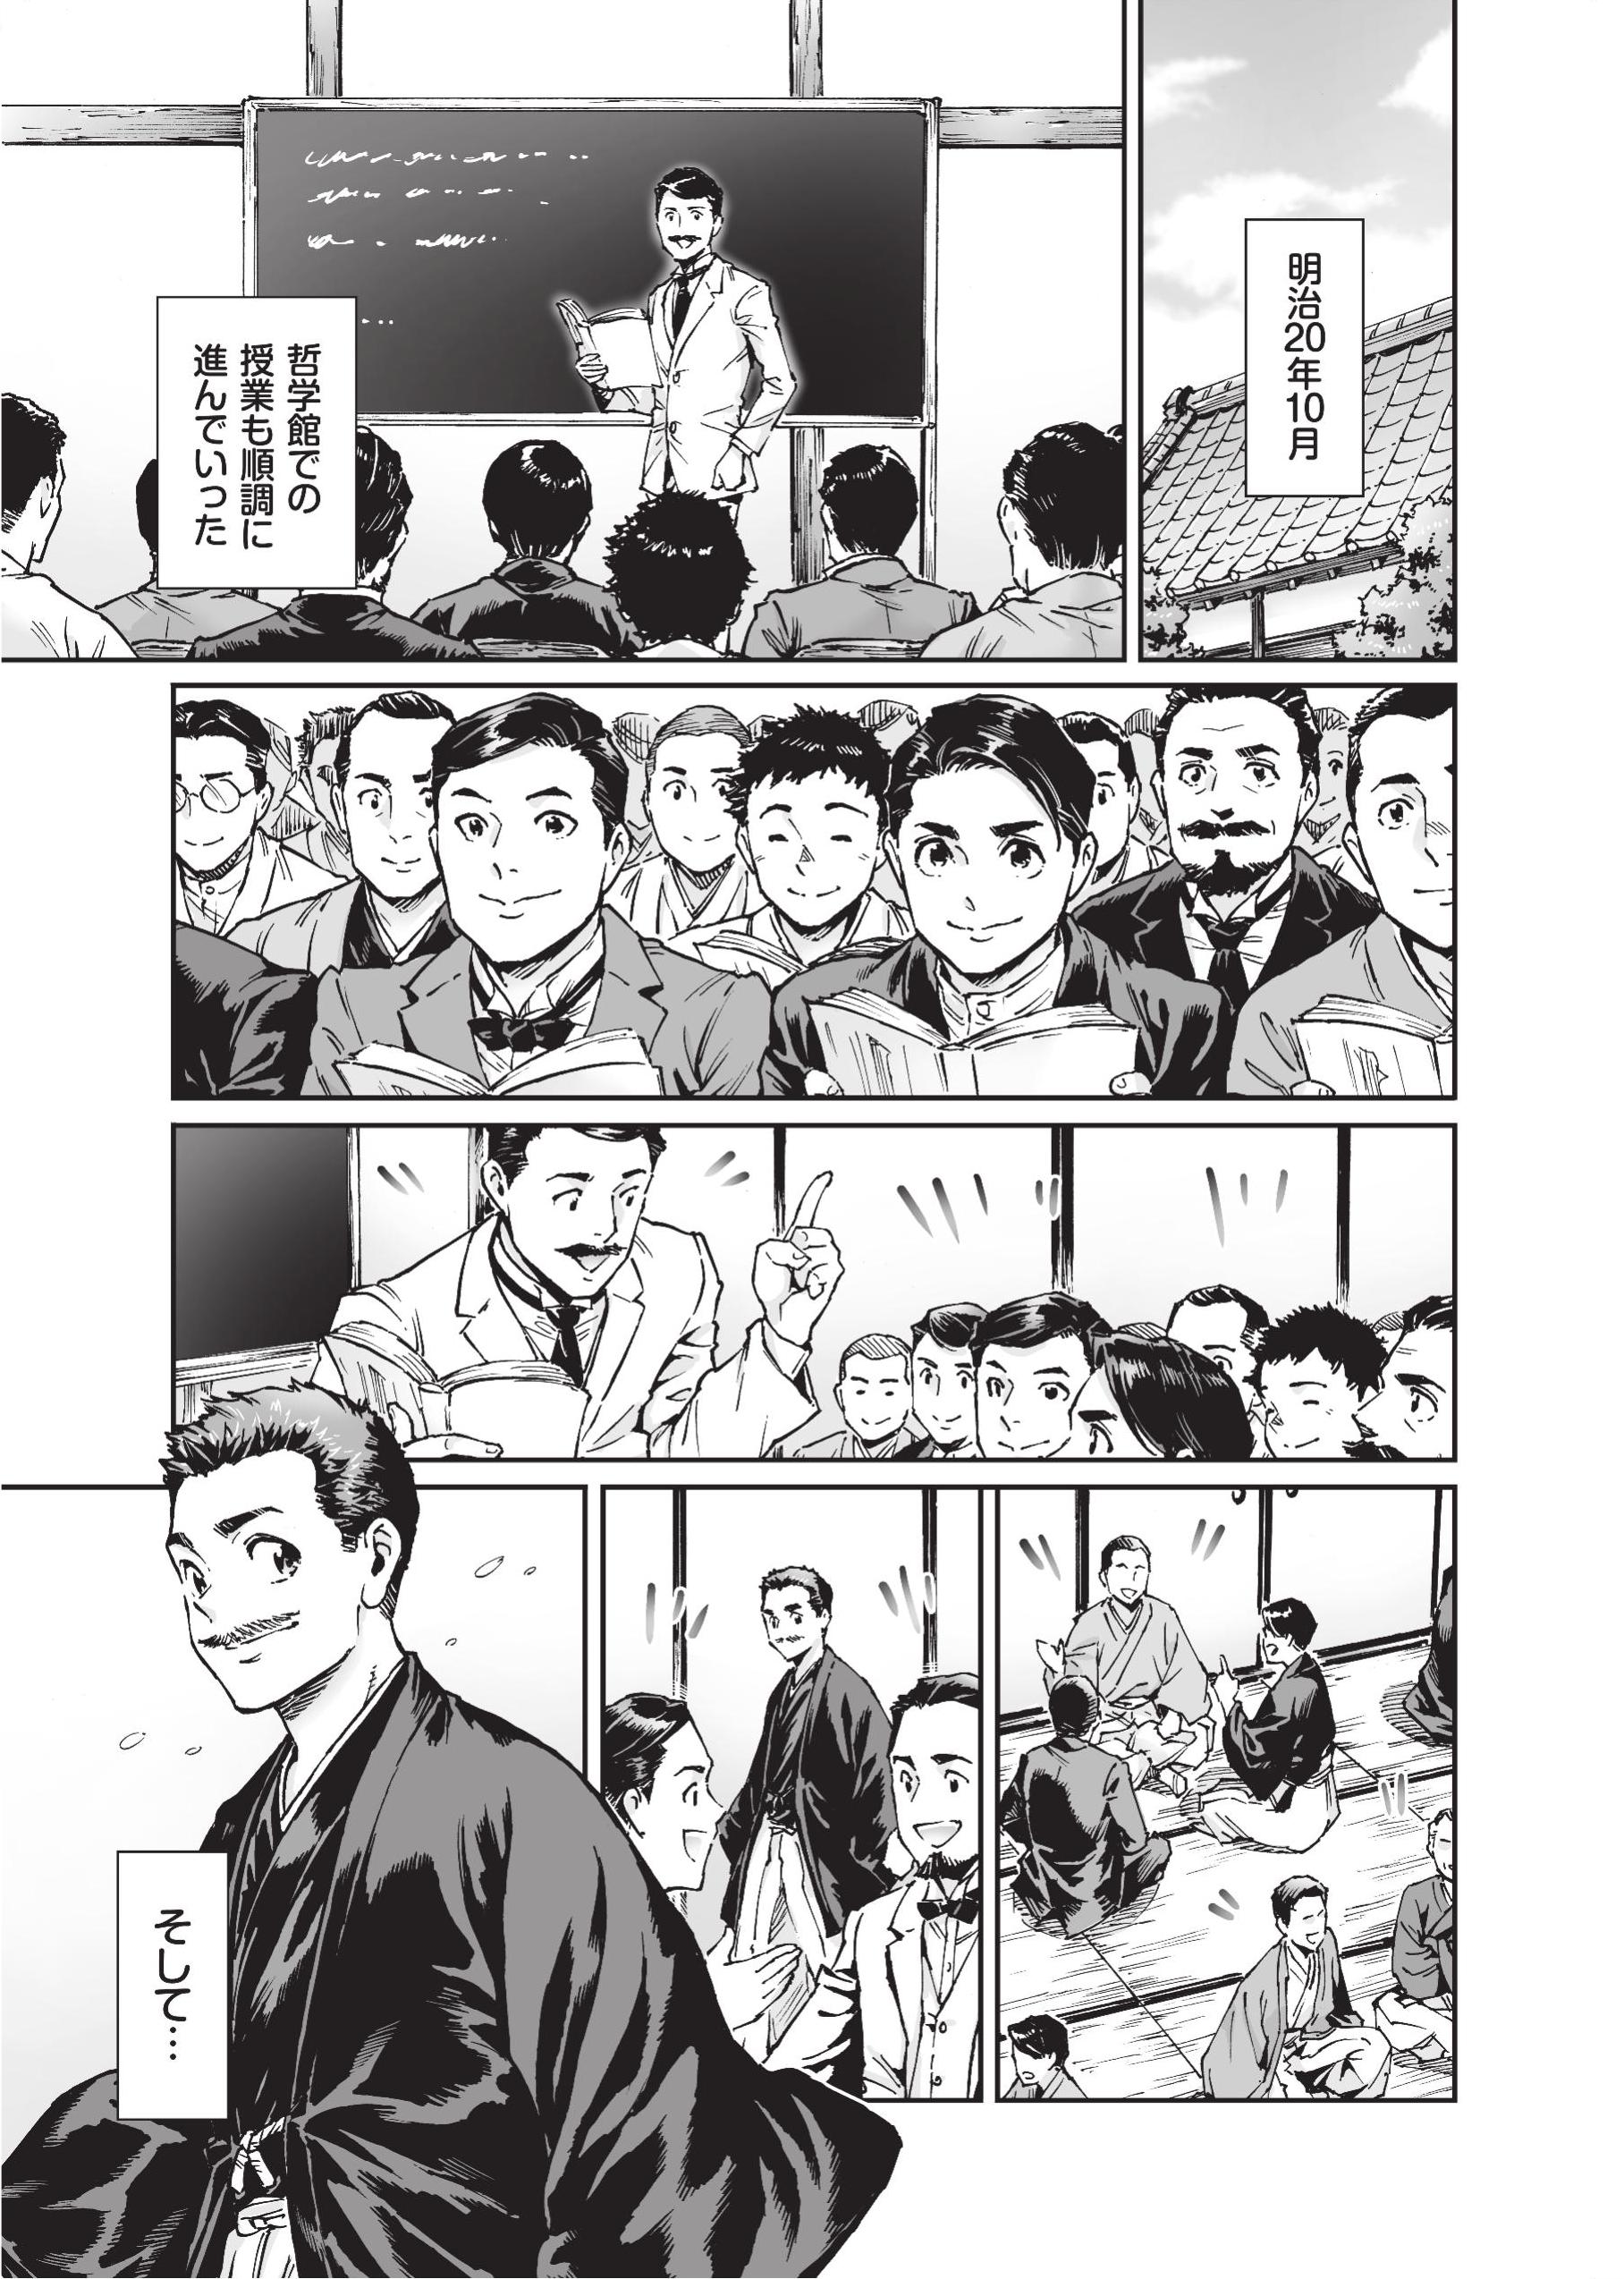 明治20年10月
哲学館での
授業も順調に
進んでいった
そして…